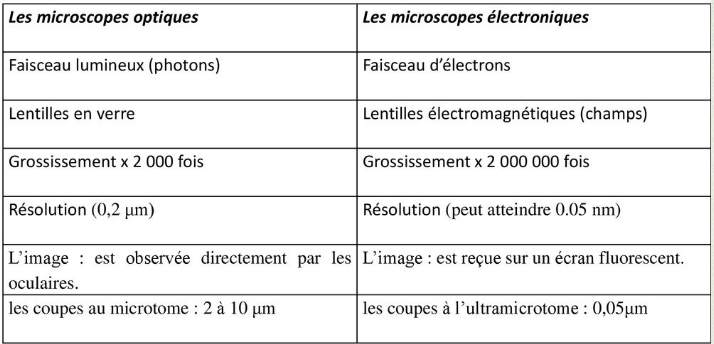 Les microscopes optiques Les microscopes électroniques
Faisceau lumineux (photons) Faisceau d’électrons
Lentilles en verre Lentilles électromagnétiques (champs)
Grossissement x 2 000 fois Grossissement x 2 000 000 fois
Résolution (0,2 µm) Résolution (peut atteindre 0.05 nm)
L’image : est observée directement par les L’image : est reçue sur un écran fluorescent.
oculaires.
les coupes au microtome : 2 à 10 µm les coupes à l’ultramicrotome : 0,05µm